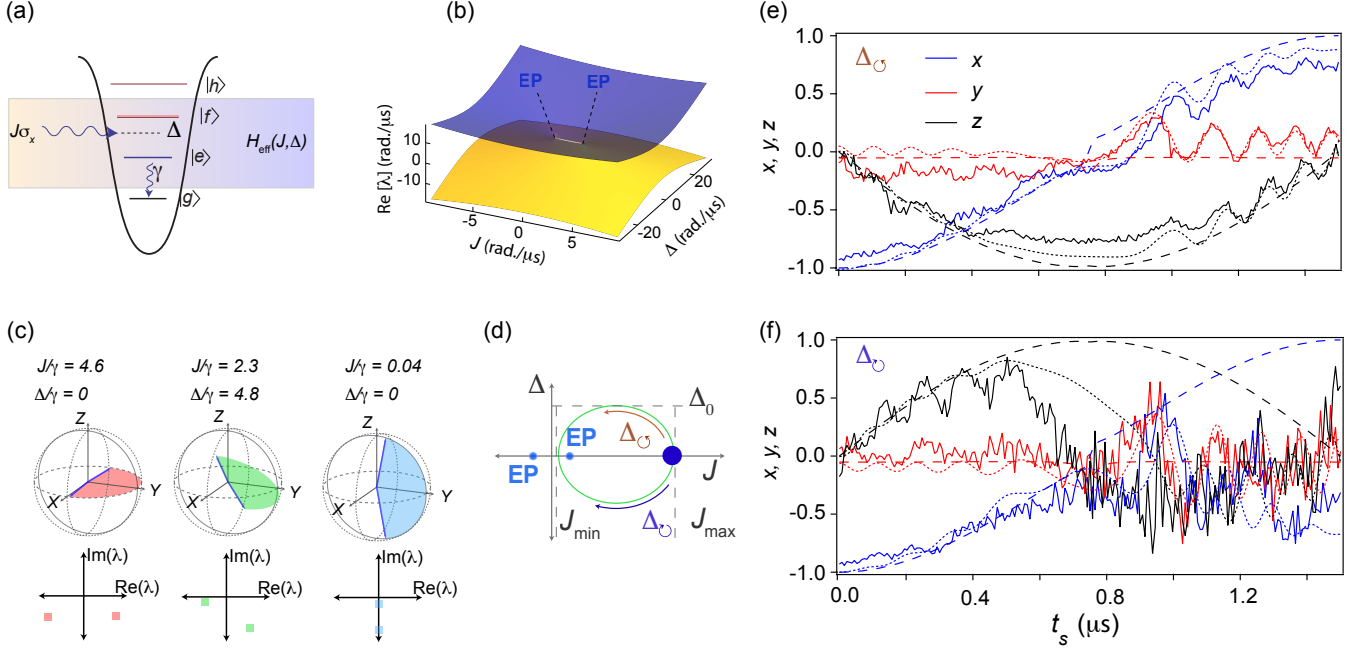 (a)
|h⟩
|f⟩
Jσx
Δ
Heff(J,Δ)
|e⟩
γ
|g⟩
(b)
EP
EP
Re [λ] (rad./μs)
10
0
-10
-5
0
5
J (rad./μs)
-20
0
20
Δ (rad./μs)
(c)
J/γ = 4.6
Δ/γ = 0
J/γ = 2.3
Δ/γ = 4.8
J/γ = 0.04
Δ/γ = 0
Z
X
Y
Z
X
Y
Z
X
Y
Im(λ)
Re(λ)
Im(λ)
Re(λ)
Im(λ)
Re(λ)
(d)
Δ
Δ0
Δ↺
EP
EP
J
Jmin
Δ↻
Jmax
(e)
1.0
0.5
0.0
-0.5
-1.0
x, y, z
Δ↺
x
y
z
(f)
1.0
0.5
0.0
-0.5
-1.0
x, y, z
Δ↻
0.0
0.4
0.8
1.2
ts (μs)